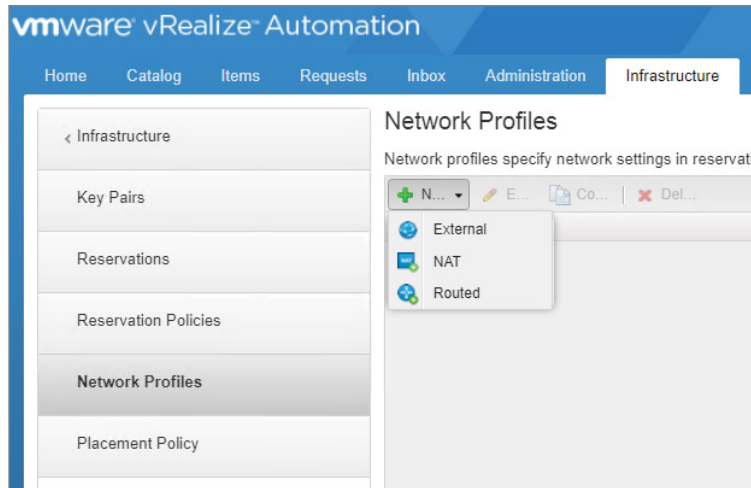 vmware® vRealize™ Automation
Home Catalog Items Requests Inbox Administration Infrastructure
< Infrastructure
Key Pairs
Reservations
Reservation Policies
Network Profiles
Placement Policy
Network Profiles
Network profiles specify network settings in reservati
N... E... Co... Del...
External
NAT
Routed